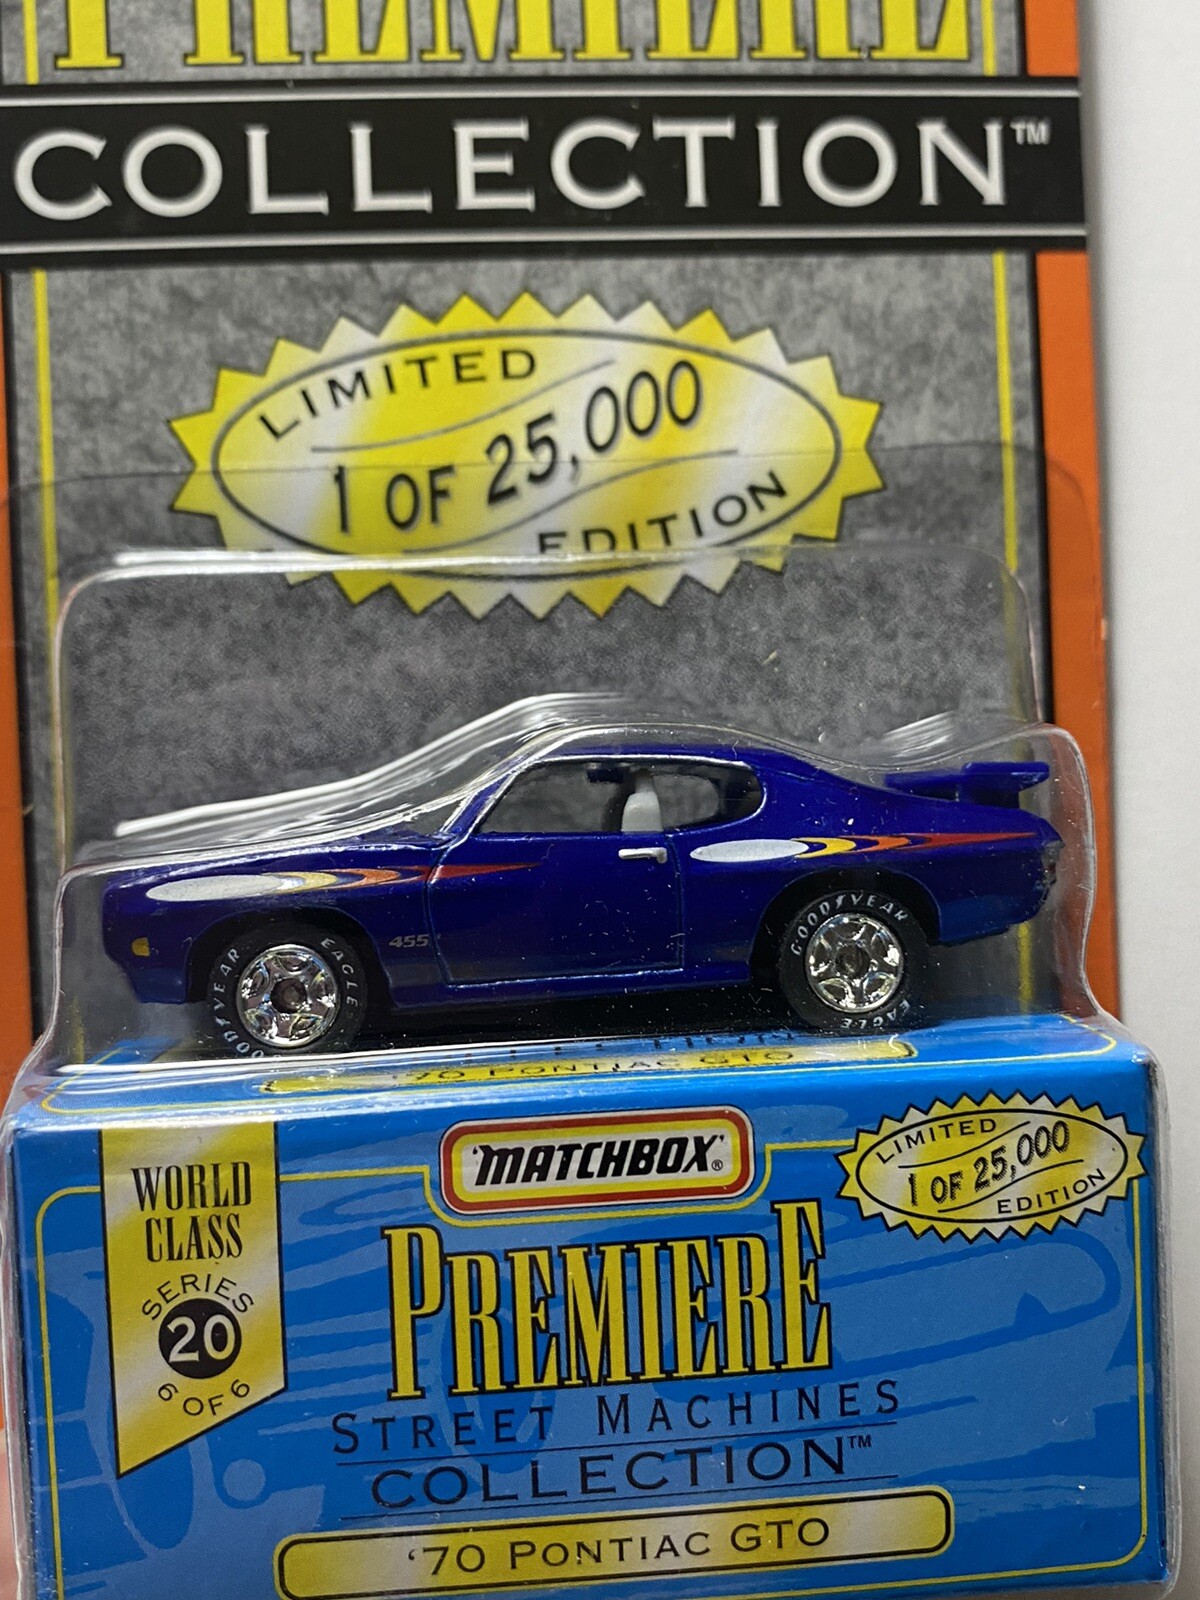 PREMIERE
COLLECTION™
LIMITED
1 OF 25,000
EDITION
455
GOODYEAR
EAGLE
GOODYEAR
EAGLE
'70 PONTIAC GTO
WORLD
CLASS
SERIES
20
6 OF 6
'MATCHBOX'®
LIMITED
1 OF 25,000
EDITION
PREMIERE
STREET MACHINES
COLLECTION™
'70 PONTIAC GTO